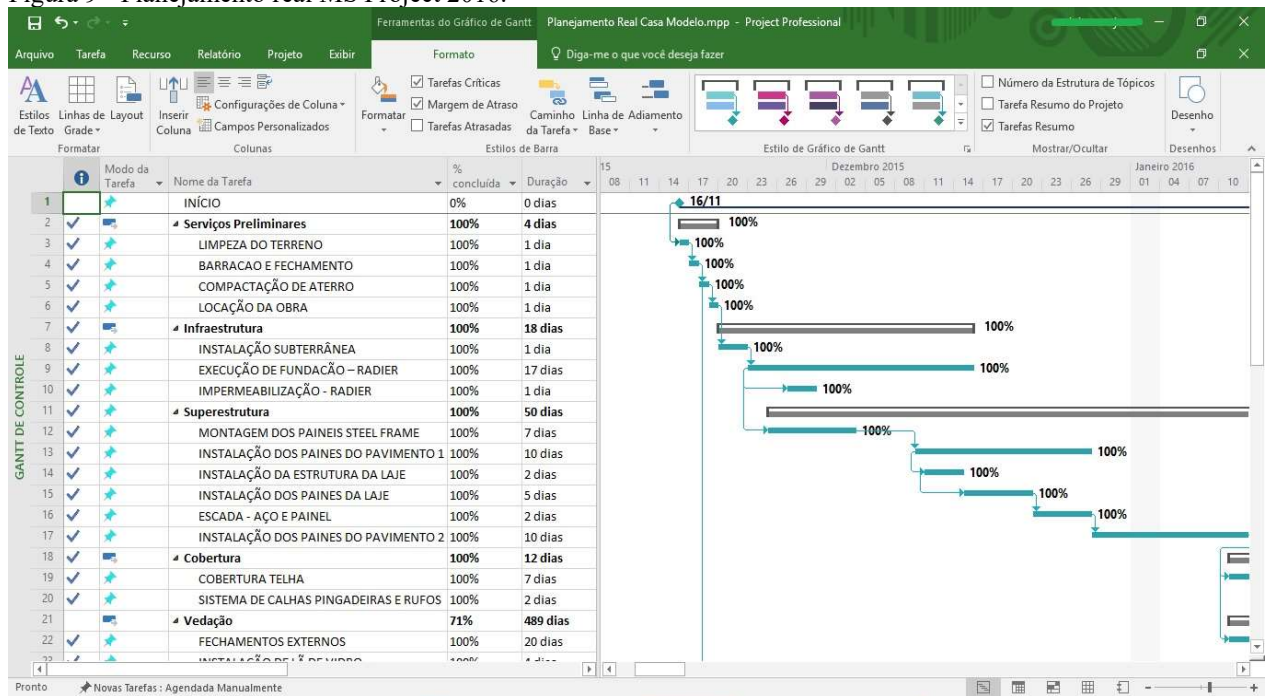 Figura 9 - Planejamento real MS Project 2016.
Ferramentas do Gráfico de Gantt Planejamento Real Casa Modelo.mpp - Project Professional
Arquivo Tarefa Recurso Relatório Projeto Exibir Formato Diga-me o que você deseja fazer
Estilos de Texto
Linhas de Grade
Layout
Formatar
Inserir Coluna
Configurações de Coluna
Campos Personalizados
Colunas
Formatar
Tarefas Críticas
Margem de Atraso
Tarefas Atrasadas
Caminho da Tarefa
Linha de Base
Adiamento
Estilos de Barra
Estilo de Gráfico de Gantt
Número da Estrutura de Tópicos
Tarefa Resumo do Projeto
Tarefas Resumo
Mostrar/Ocultar
Desenho
Desenhos
Modo da Tarefa Nome da Tarefa % concluída Duração
15 Dezembro 2015 Janeiro 2016
08 11 14 17 20 23 26 29 02 05 08 11 14 17 20 23 26 29 01 04 07 10
GANTT DE CONTROLE
1 INÍCIO 0% 0 dias 16/11
2 Serviços Preliminares 100% 4 dias 100%
3 LIMPEZA DO TERRENO 100% 1 dia 100%
4 BARRACAO E FECHAMENTO 100% 1 dia 100%
5 COMPACTAÇÃO DE ATERRO 100% 1 dia 100%
6 LOCAÇÃO DA OBRA 100% 1 dia 100%
7 Infraestrutura 100% 18 dias 100%
8 INSTALAÇÃO SUBTERRÂNEA 100% 1 dia 100%
9 EXECUÇÃO DE FUNDACÃO – RADIER 100% 17 dias 100%
10 IMPERMEABILIZAÇÃO - RADIER 100% 1 dia 100%
11 Superestrutura 100% 50 dias
12 MONTAGEM DOS PAINEIS STEEL FRAME 100% 7 dias 100%
13 INSTALAÇÃO DOS PAINES DO PAVIMENTO 1 100% 10 dias 100%
14 INSTALAÇÃO DA ESTRUTURA DA LAJE 100% 2 dias 100%
15 INSTALAÇÃO DOS PAINES DA LAJE 100% 5 dias 100%
16 ESCADA - AÇO E PAINEL 100% 2 dias 100%
17 INSTALAÇÃO DOS PAINES DO PAVIMENTO 2 100% 10 dias
18 Cobertura 100% 12 dias
19 COBERTURA TELHA 100% 7 dias
20 SISTEMA DE CALHAS PINGADEIRAS E RUFOS 100% 2 dias
21 Vedação 71% 489 dias
22 FECHAMENTOS EXTERNOS 100% 20 dias
INSTALAÇÃO DE LÃ DE VIDRO 100%
Pronto Novas Tarefas : Agendada Manualmente